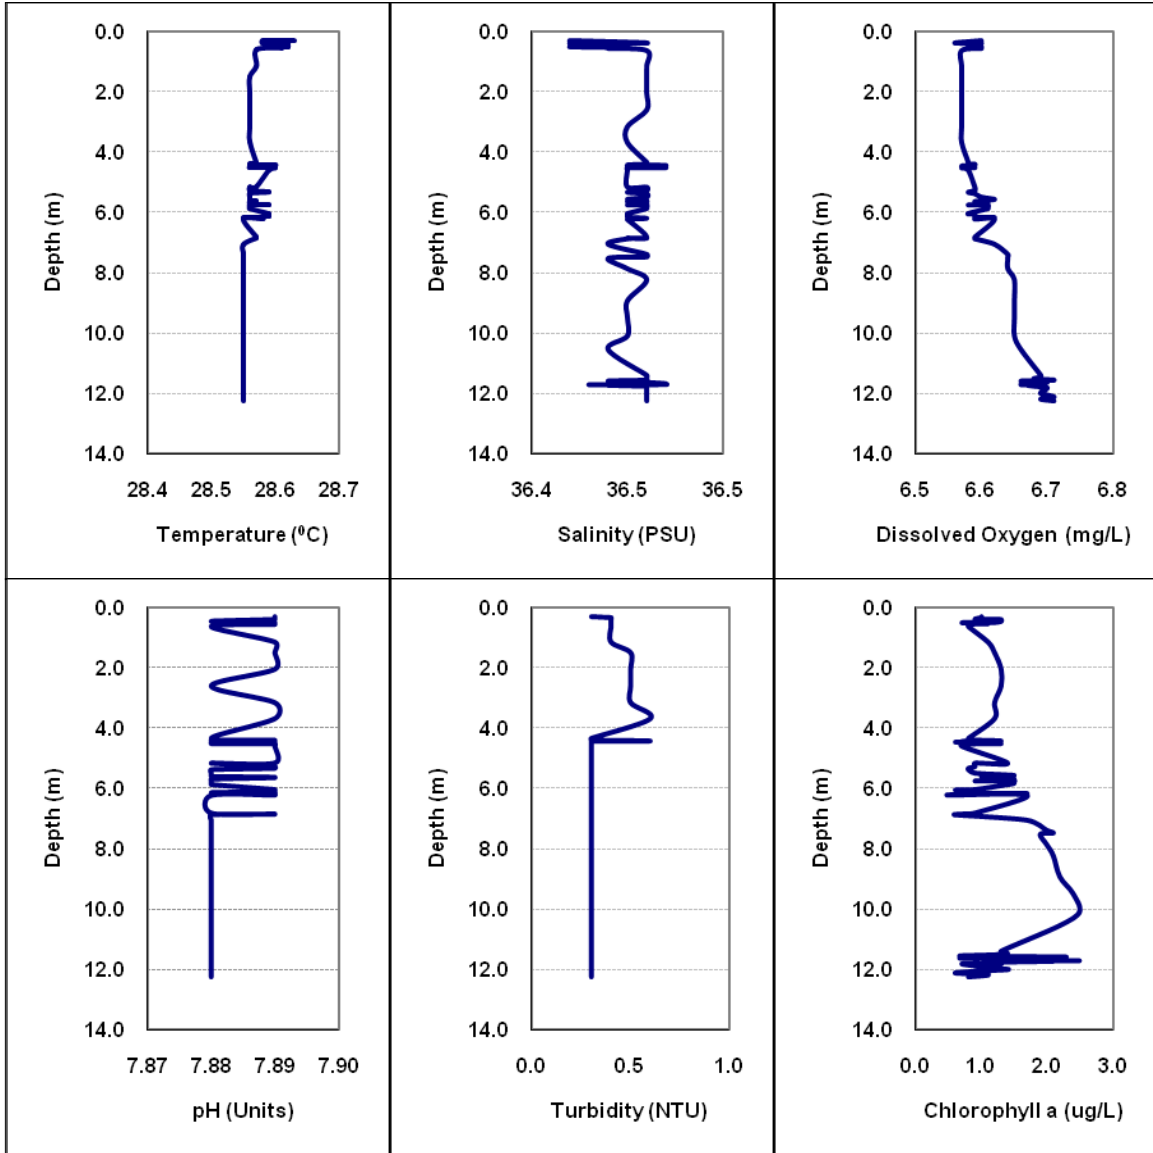 0.0
2.0
4.0
6.0
8.0
10.0
12.0
14.0
Depth (m)
28.4 28.5 28.6 28.7
Temperature (⁰C)
0.0
2.0
4.0
6.0
8.0
10.0
12.0
14.0
Depth (m)
36.4 36.5 36.5
Salinity (PSU)
0.0
2.0
4.0
6.0
8.0
10.0
12.0
14.0
Depth (m)
6.5 6.6 6.7 6.8
Dissolved Oxygen (mg/L)
0.0
2.0
4.0
6.0
8.0
10.0
12.0
14.0
Depth (m)
7.87 7.88 7.89 7.90
pH (Units)
0.0
2.0
4.0
6.0
8.0
10.0
12.0
14.0
Depth (m)
0.0 0.5 1.0
Turbidity (NTU)
0.0
2.0
4.0
6.0
8.0
10.0
12.0
14.0
Depth (m)
0.0 1.0 2.0 3.0
Chlorophyll a (ug/L)